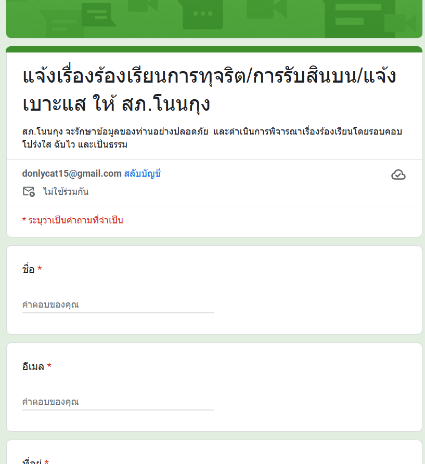 แจ้งเรื่องร้องเรียนการทุจริต/การรับสินบน/แจ้ง
เบาะแส ให้ สภ.โนนกุง
สภ.โนนกุง จะรักษาข้อมูลของท่านอย่างปลอดภัย และดำเนินการพิจารณาเรื่องร้องเรียนโดยรอบคอบ
โปร่งใส ฉับไว และเป็นธรรม
donlycat15@gmail.com สลับบัญชี
ไม่ใช้ร่วมกัน
* ระบุว่าเป็นคำถามที่จำเป็น
ชื่อ *
คำตอบของคุณ
อีเมล *
คำตอบของคุณ
ที่อยู่ *